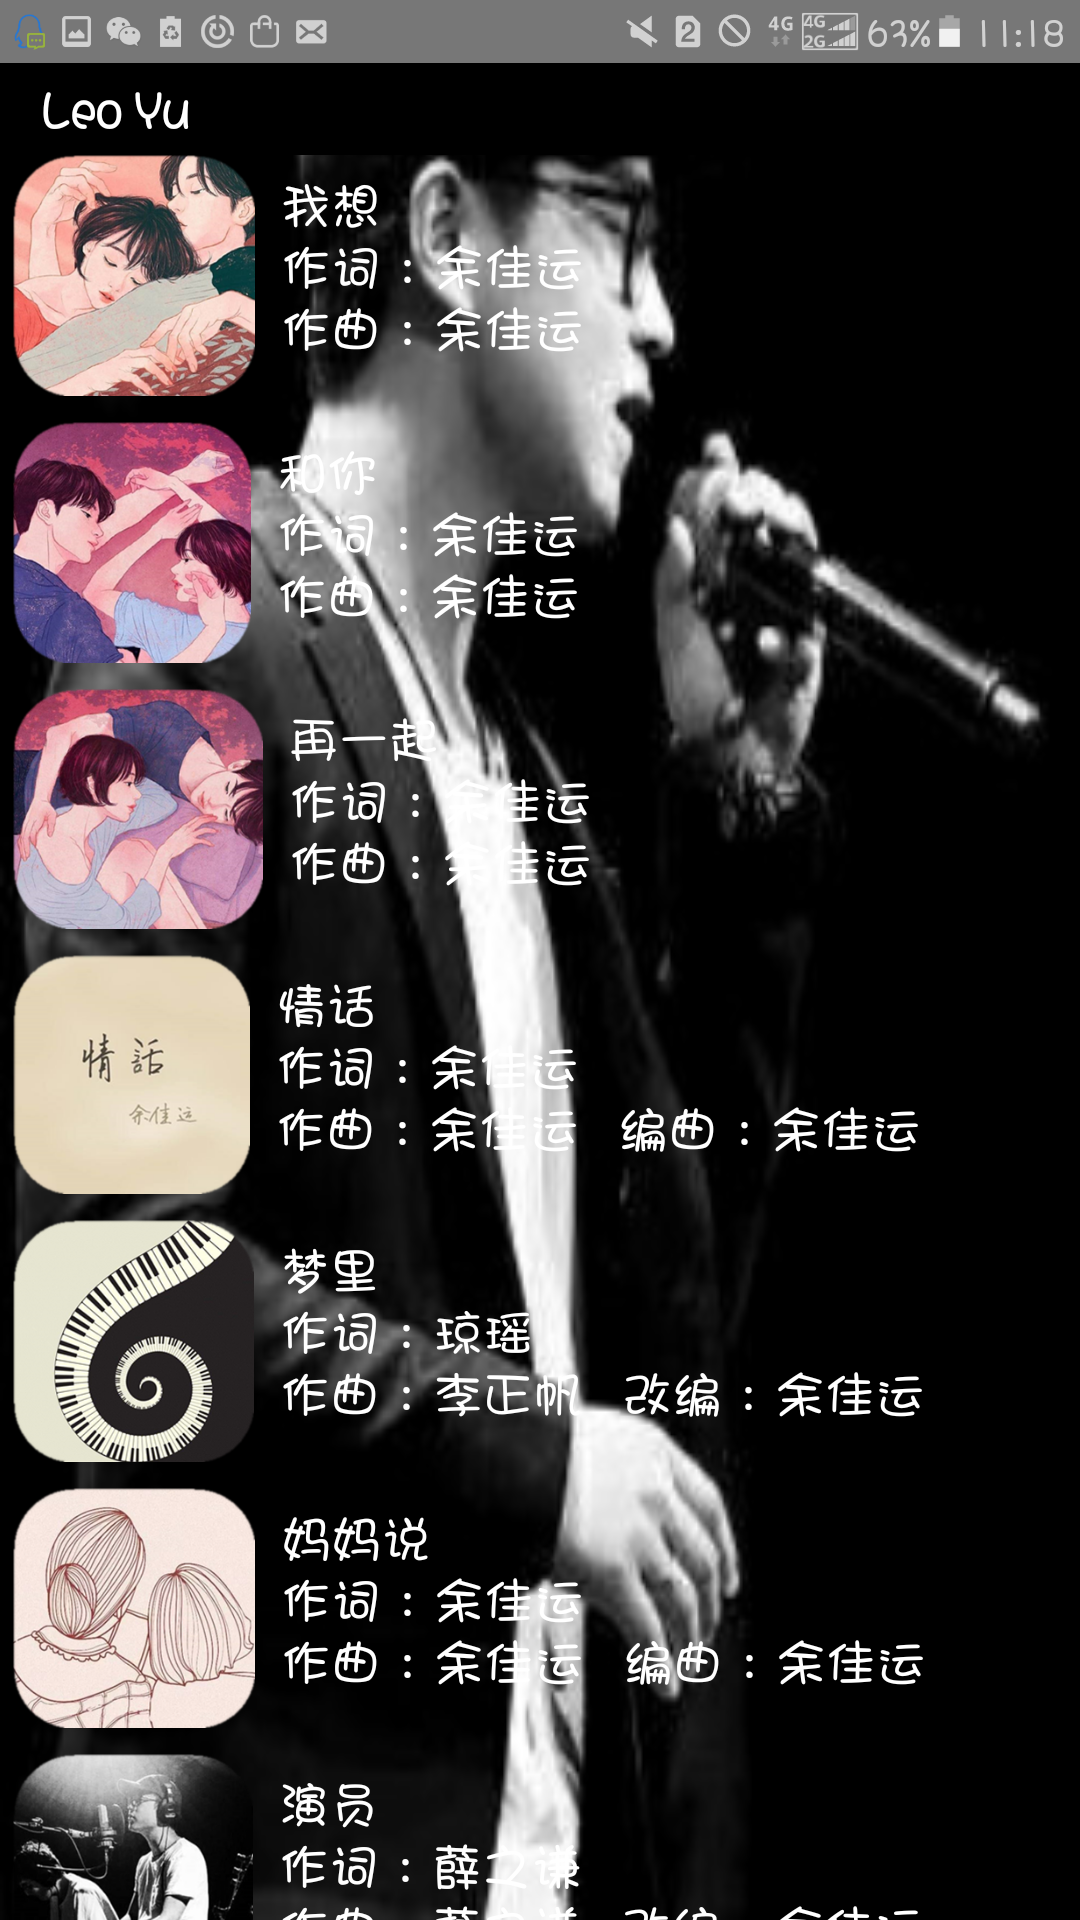 4G 4G 2G 63% 11:18
Leo Yu
我想
作词：余佳运
作曲：余佳运
和你
作词：余佳运
作曲：余佳运
再一起
作词：余佳运
作曲：余佳运
情話
余佳运
情话
作词：余佳运
作曲：余佳运 编曲：余佳运
梦里
作词：琼瑶
作曲：李正帆 改编：余佳运
妈妈说
作词：余佳运
作曲：余佳运 编曲：余佳运
演员
作词：薛之谦